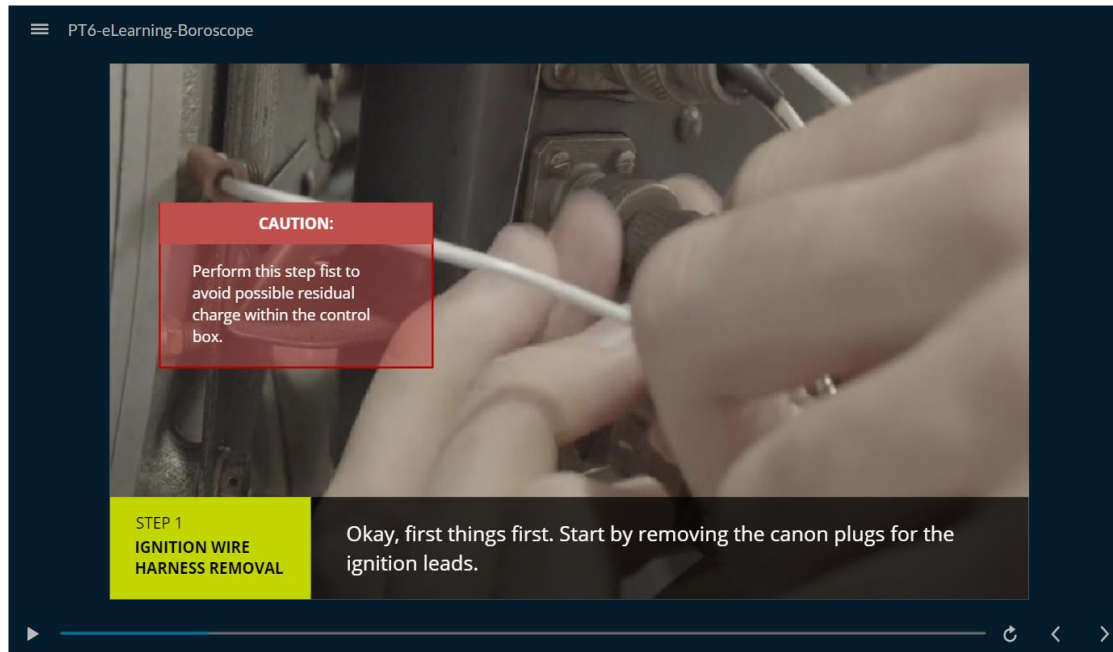 PT6-eLearning-Boroscope
CAUTION:
Perform this step fist to
avoid possible residual
charge within the control
box.
STEP 1
IGNITION WIRE
HARNESS REMOVAL
Okay, first things first. Start by removing the canon plugs for the
ignition leads.